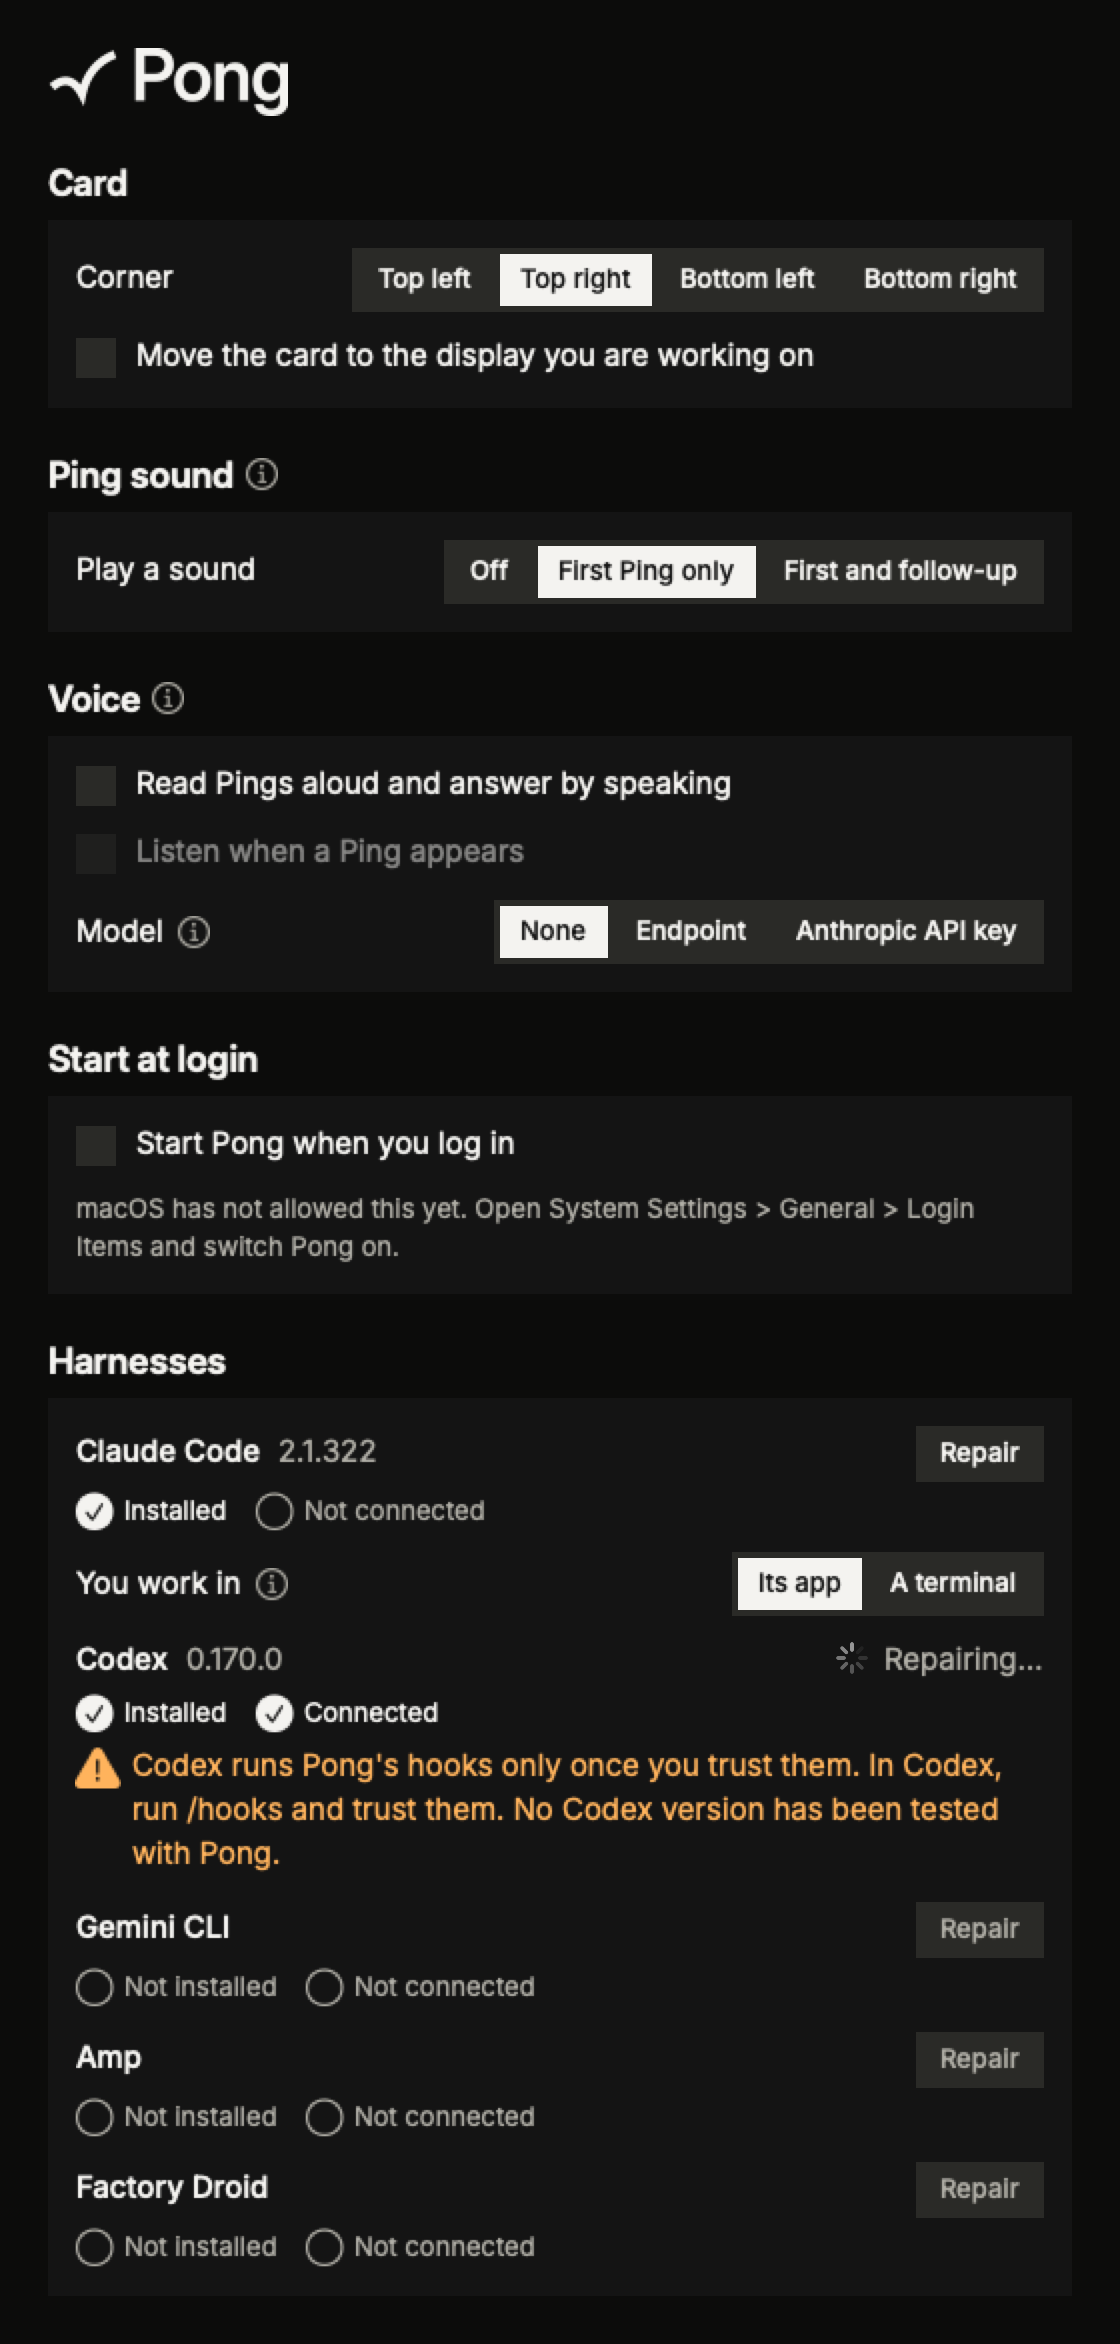 Pong
Card
Corner
Top left
Top right
Bottom left
Bottom right
Move the card to the display you are working on
Ping sound
Play a sound
Off
First Ping only
First and follow-up
Voice
Read Pings aloud and answer by speaking
Listen when a Ping appears
Model
None
Endpoint
Anthropic API key
Start at login
Start Pong when you log in
macOS has not allowed this yet. Open System Settings > General > Login
Items and switch Pong on.
Harnesses
Claude Code 2.1.322
Repair
Installed
Not connected
You work in
Its app
A terminal
Codex 0.170.0
Repairing...
Installed
Connected
Codex runs Pong's hooks only once you trust them. In Codex,
run /hooks and trust them. No Codex version has been tested
with Pong.
Gemini CLI
Repair
Not installed
Not connected
Amp
Repair
Not installed
Not connected
Factory Droid
Repair
Not installed
Not connected